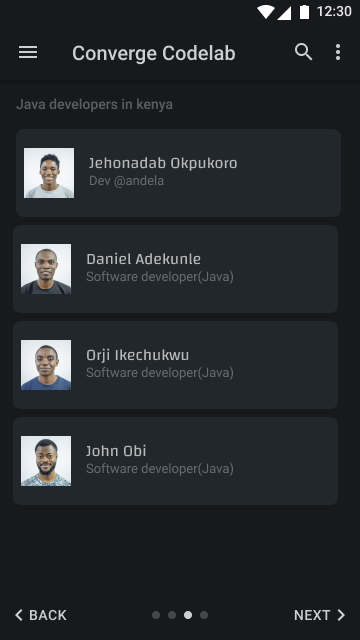 12:30
Converge Codelab
Java developers in kenya
Jehonadab Okpukoro
Dev @andela
Daniel Adekunle
Software developer(Java)
Orji Ikechukwu
Software developer(Java)
John Obi
Software developer(Java)
BACK
NEXT